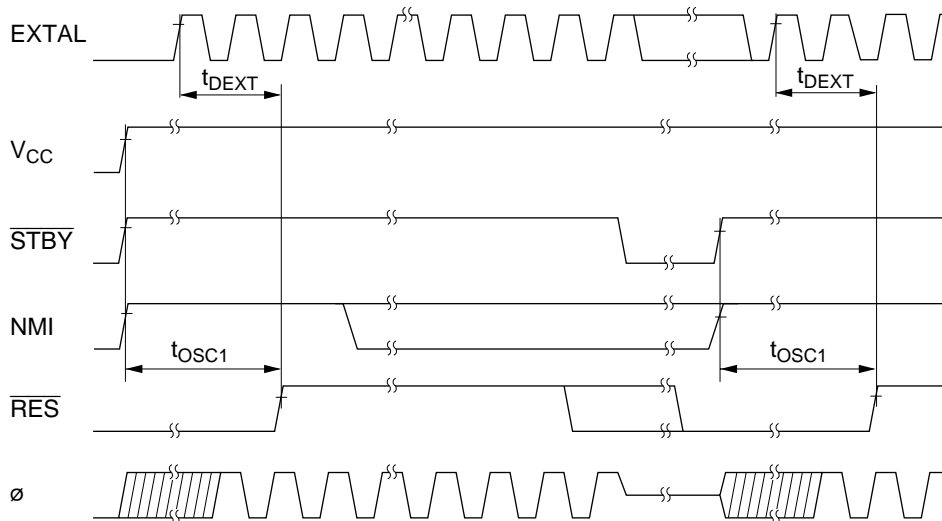 EXTAL
tDEXT tDEXT
VCC
STBY
NMI
tOSC1 tOSC1
RES
ø